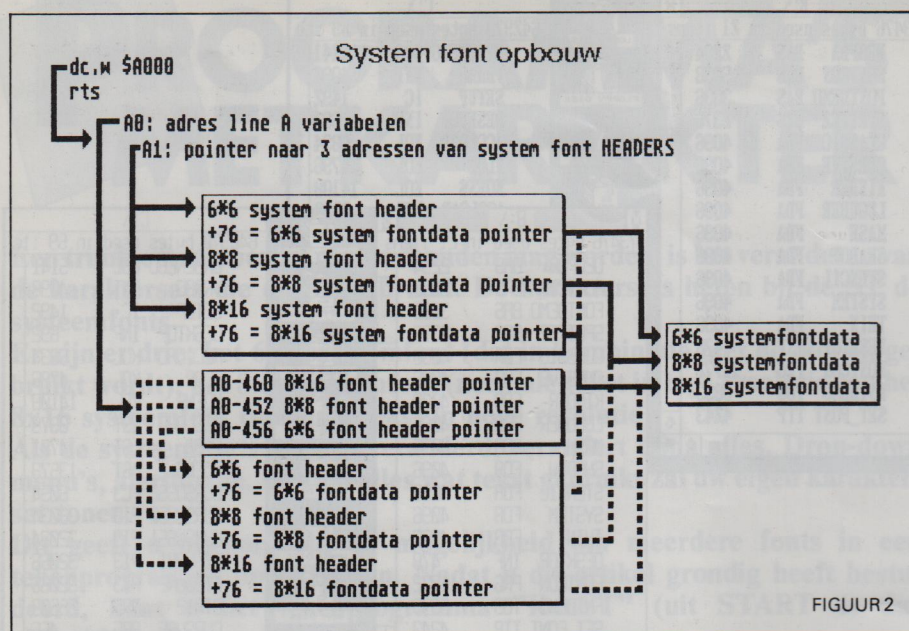 System font opbouw
dc.w $A000
rts
A0: adres line A variabelen
A1: pointer naar 3 adressen van system font HEADERS
6*6 system font header
+76 = 6*6 system fontdata pointer
8*8 system font header
+76 = 8*8 system fontdata pointer
8*16 system font header
+76 = 8*16 system fontdata pointer
6*6 systemfontdata
8*8 systemfontdata
8*16 systemfontdata
A0-460 8*16 font header pointer
A0-452 8*8 font header pointer
A0-456 6*6 font header pointer
6*6 font header
+76 = 6*6 fontdata pointer
8*8 font header
+76 = 8*8 fontdata pointer
8*16 font header
+76 = 8*16 fontdata pointer
FIGUUR 2